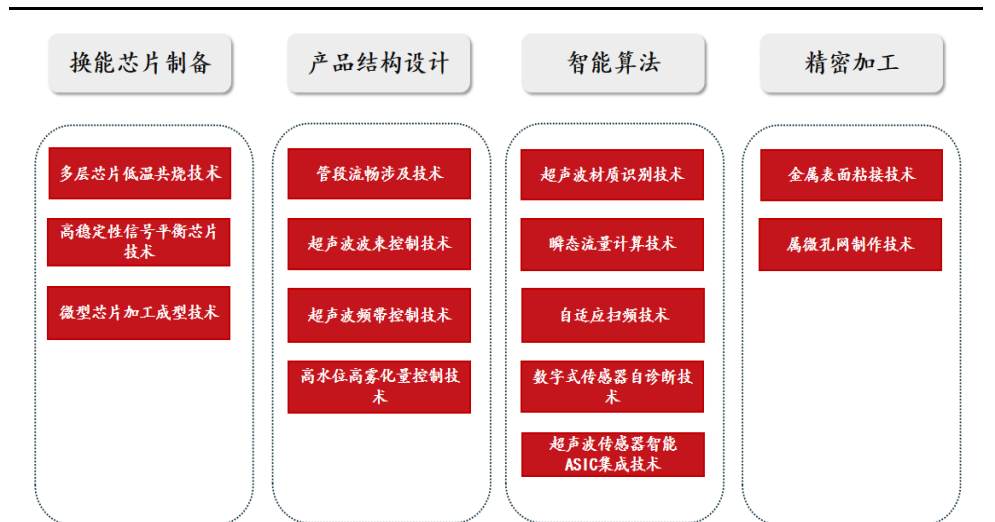 换能芯片制备
产品结构设计
智能算法
精密加工
多层芯片低温共烧技术
高稳定性信号平衡芯片
技术
微型芯片加工成型技术
管段流畅涉及技术
超声波波束控制技术
超声波频带控制技术
高水位高雾化量控制技
术
超声波材质识别技术
瞬态流量计算技术
自适应扫频技术
数字式传感器自诊断技
术
超声波传感器智能
ASIC集成技术
金属表面粘接技术
属微孔网制作技术